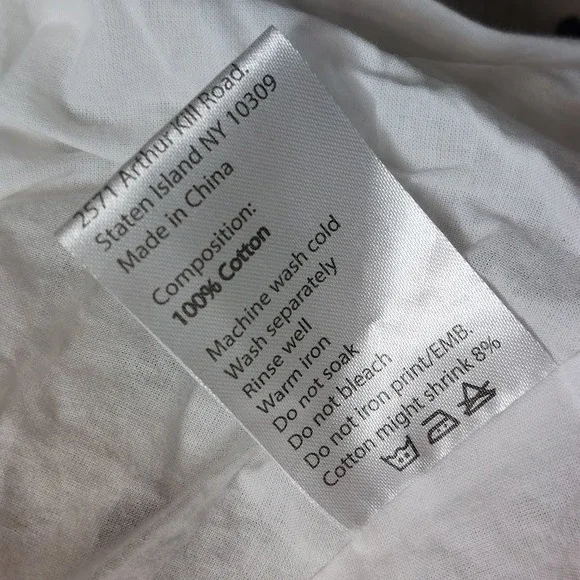 2571 Arthur Kill Road.
Staten Island NY 10309
Made in China
Composition:
100% Cotton
Machine wash cold
Wash separately
Rinse well
Warm iron
Do not soak
Do not bleach
Do not iron print/EMB.
Cotton might shrink 8%